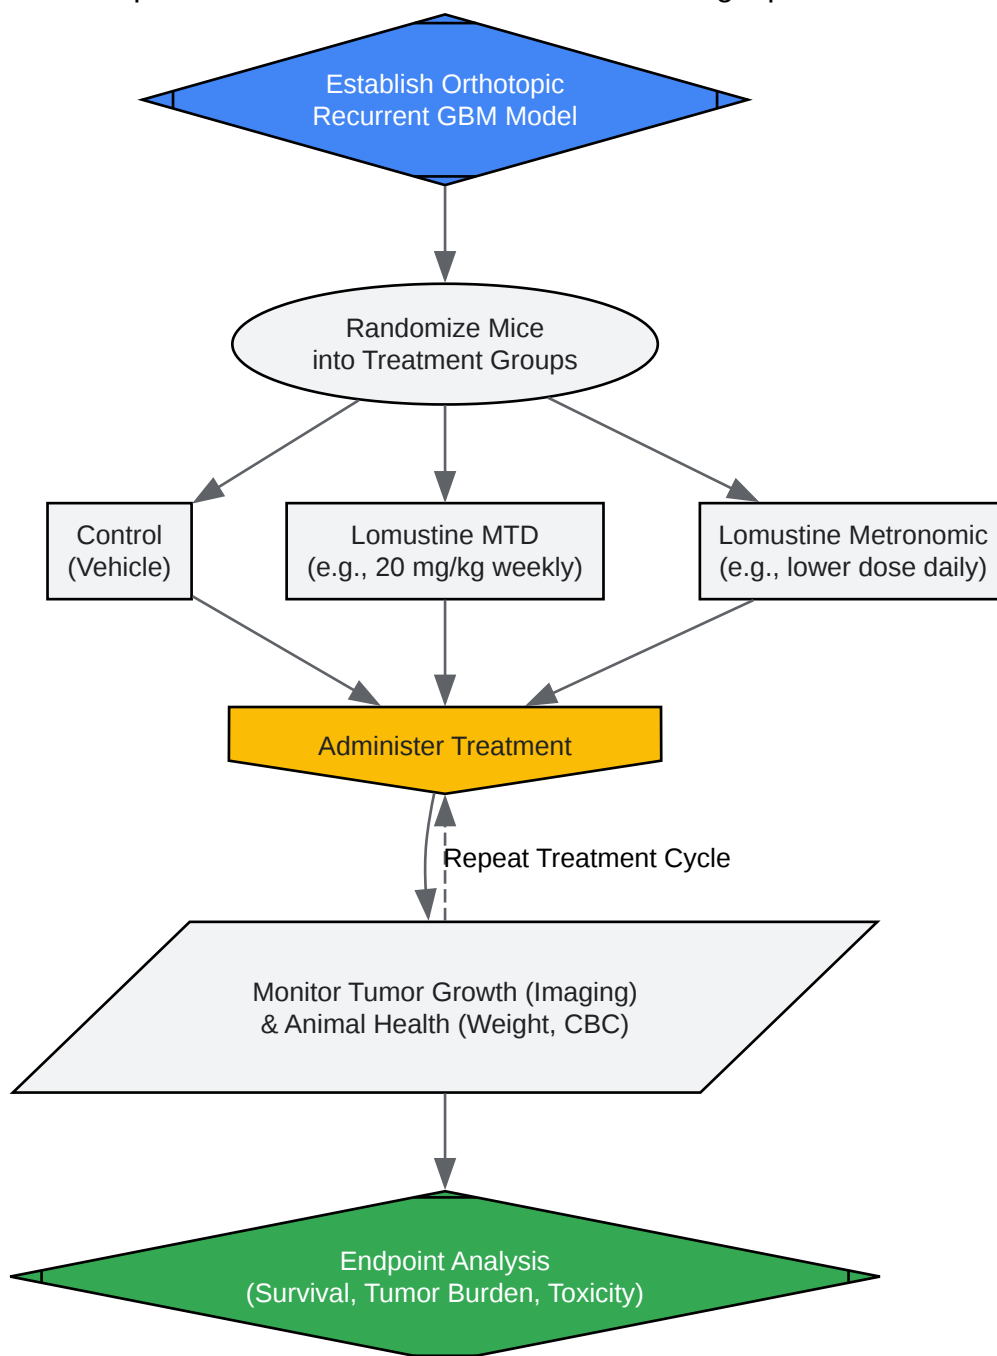 Establish Orthotopic
Recurrent GBM Model
Randomize Mice
into Treatment Groups
Control
(Vehicle)
Lomustine MTD
(e.g., 20 mg/kg weekly)
Lomustine Metronomic
(e.g., lower dose daily)
Administer Treatment
Repeat Treatment Cycle
Monitor Tumor Growth (Imaging)
& Animal Health (Weight, CBC)
Endpoint Analysis
(Survival, Tumor Burden, Toxicity)